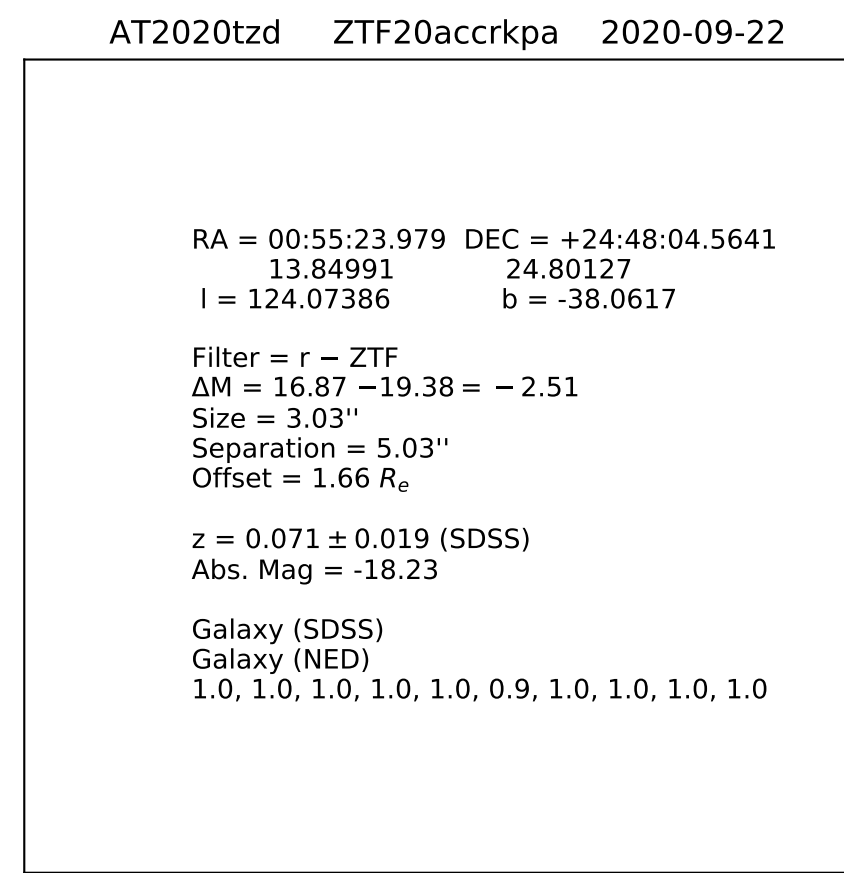 AT2020tzd ZTF20accrkpa 2020-09-22
RA = 00:55:23.979 DEC = +24:48:04.5641
13.84991 24.80127
l = 124.07386 b = -38.0617
Filter = r − ZTF
ΔM = 16.87 −19.38 = − 2.51
Size = 3.03''
Separation = 5.03''
Offset = 1.66 Re
z = 0.071 ± 0.019 (SDSS)
Abs. Mag = -18.23
Galaxy (SDSS)
Galaxy (NED)
1.0, 1.0, 1.0, 1.0, 1.0, 0.9, 1.0, 1.0, 1.0, 1.0